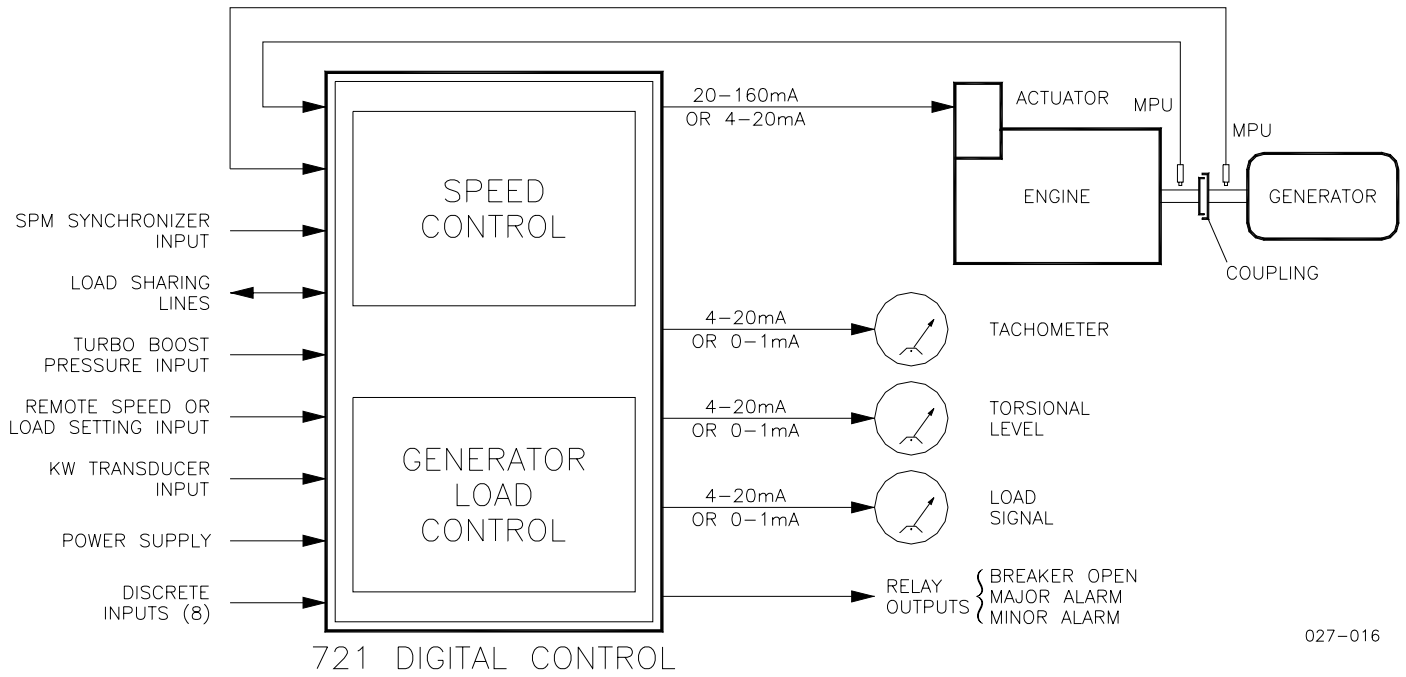 SPM SYNCHRONIZER
INPUT
LOAD SHARING
LINES
TURBO BOOST
PRESSURE INPUT
REMOTE SPEED OR
LOAD SETTING INPUT
KW TRANSDUCER
INPUT
POWER SUPPLY
DISCRETE
INPUTS (8)
SPEED
CONTROL
GENERATOR
LOAD
CONTROL
721 DIGITAL CONTROL
20-160mA
OR 4-20mA
ACTUATOR
MPU
MPU
ENGINE
GENERATOR
COUPLING
4-20mA
OR 0-1mA
TACHOMETER
4-20mA
OR 0-1mA
TORSIONAL
LEVEL
4-20mA
OR 0-1mA
LOAD
SIGNAL
RELAY
OUTPUTS
BREAKER OPEN
MAJOR ALARM
MINOR ALARM
027-016